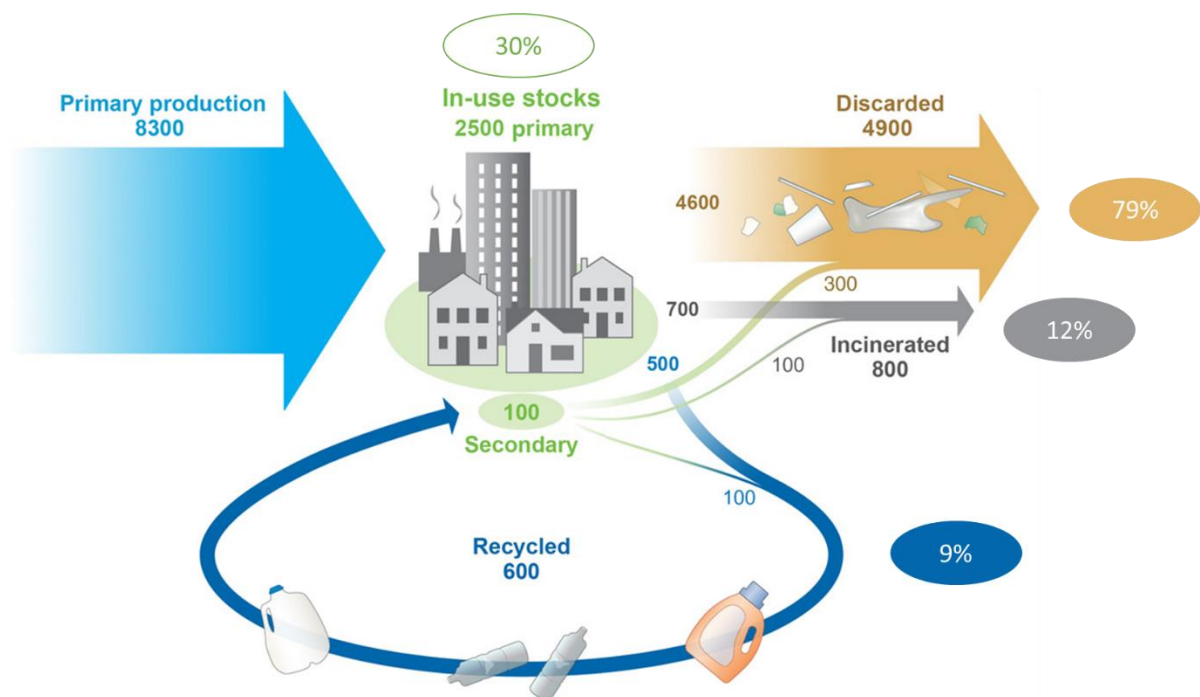 30%
Primary production
8300
In-use stocks
2500 primary
Discarded
4900
4600
79%
300
700
12%
Incinerated
800
500
100
100
Secondary
100
Recycled
600
9%